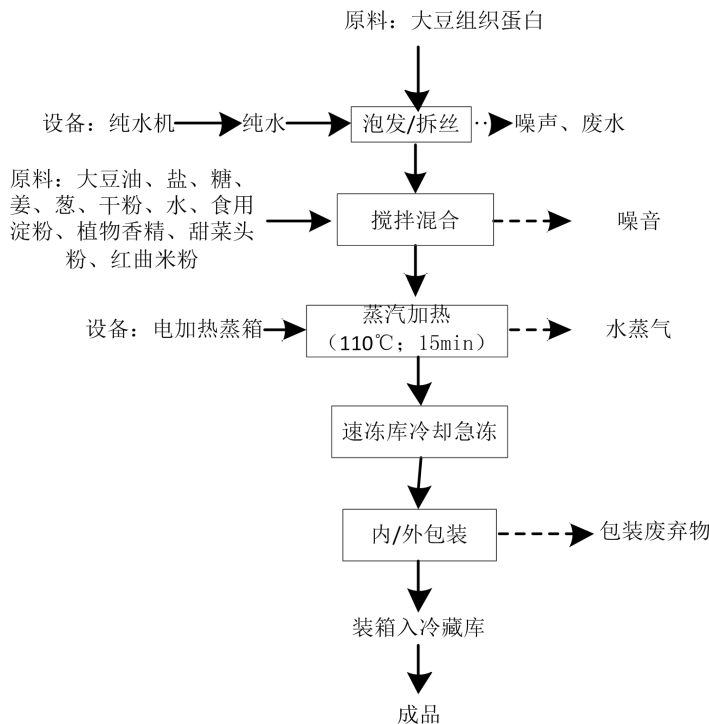 原料：大豆组织蛋白
设备：纯水机
纯水
泡发/拆丝
噪声、废水
原料：大豆油、盐、糖、
姜、葱、干粉、水、食用
淀粉、植物香精、甜菜头
粉、红曲米粉
搅拌混合
噪音
设备：电加热蒸箱
蒸汽加热
（110℃；15min）
水蒸气
速冻库冷却急冻
内/外包装
包装废弃物
装箱入冷藏库
成品